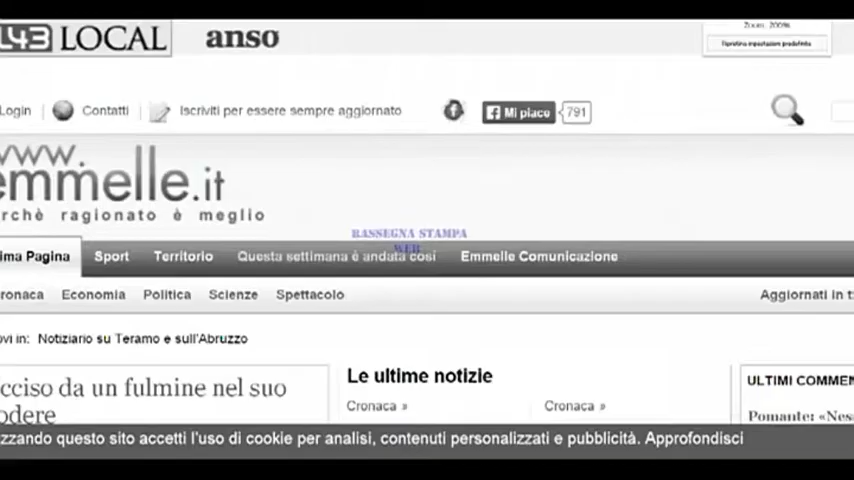 L43 LOCAL
anso
Zoom: 200%
Ripristina impostazioni predefinite
Login
Contatti
Iscriviti per essere sempre aggiornato
Mi piace
791
www.
emmelle.it
rchè ragionato è meglio
RASSEGNA STAMPA
WEB
ima Pagina
Sport
Territorio
Questa settimana è andata così
Emmelle Comunicazione
ronaca
Economia
Politica
Scienze
Spettacolo
Aggiornati in t
ovi in: Notiziario su Teramo e sull'Abruzzo
cciso da un fulmine nel suo
odere
Le ultime notizie
Cronaca »
Cronaca »
ULTIMI COMMEN
Pomante: «Nes
zzando questo sito accetti l'uso di cookie per analisi, contenuti personalizzati e pubblicità. Approfondisci